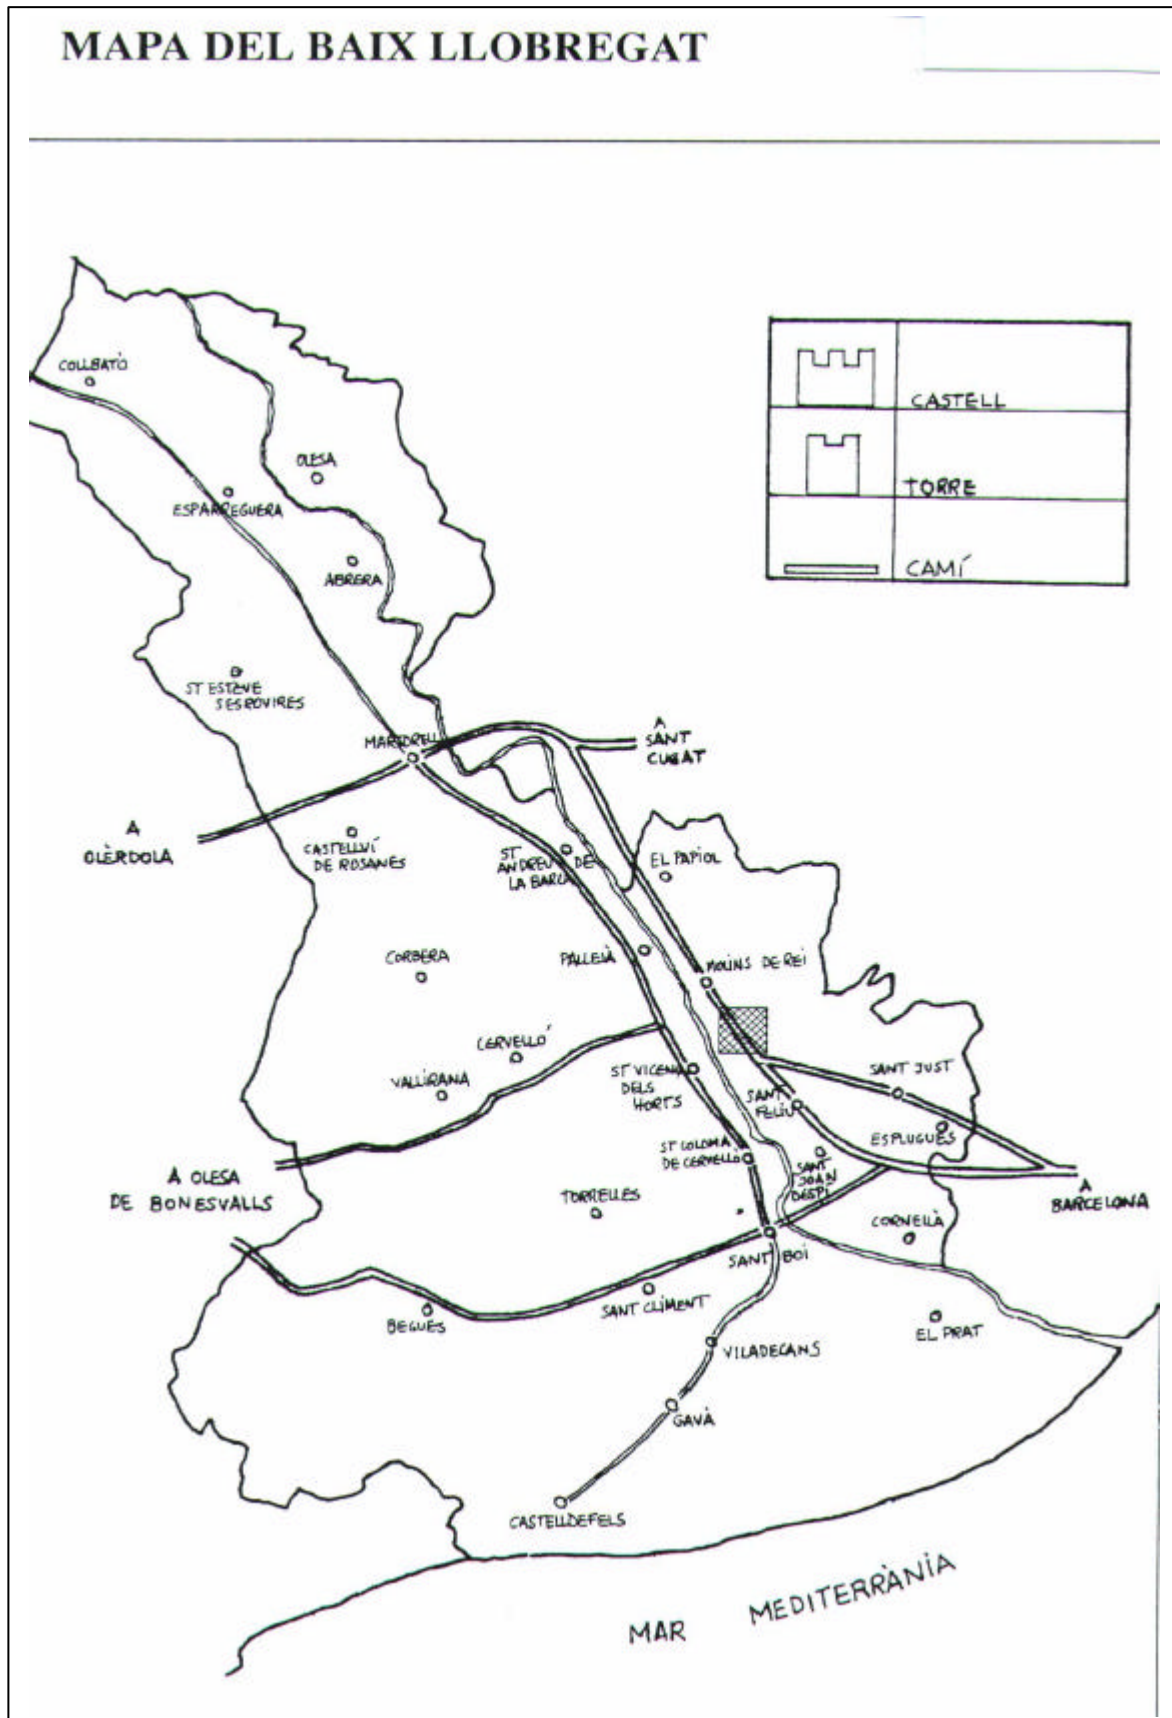 MAPA DEL BAIX LLOBREGAT
CASTELL
TORRE
CAMÍ
COLLBATÒ
OLESA
ESPARREGUERA
ABRERA
ST ESTEVE
SESROVIRES
MARTORELL
A
SANT
CUGAT
A
OLÈRDOLA
CASTELLVÍ
DE ROSANES
ST
ANDREU DE
LA BARCA
EL PAPIOL
CORBERA
PALLEJÀ
MOLINS DE REI
CERVELLÓ
VALLIRANA
ST VICENÇ
DELS
HORTS
SANT
FELIU
SANT JUST
ESPLUGUES
ST COLOMA
DE CERVELLÓ
SANT
JOAN
DESPÍ
A OLESA
DE BONESVALLS
TORRELLES
A
BARCELONA
CORNELLÀ
SANT BOI
SANT CLIMENT
BEGUES
EL PRAT
VILADECANS
GAVÀ
CASTELLDEFELS
MAR MEDITERRÀNIA